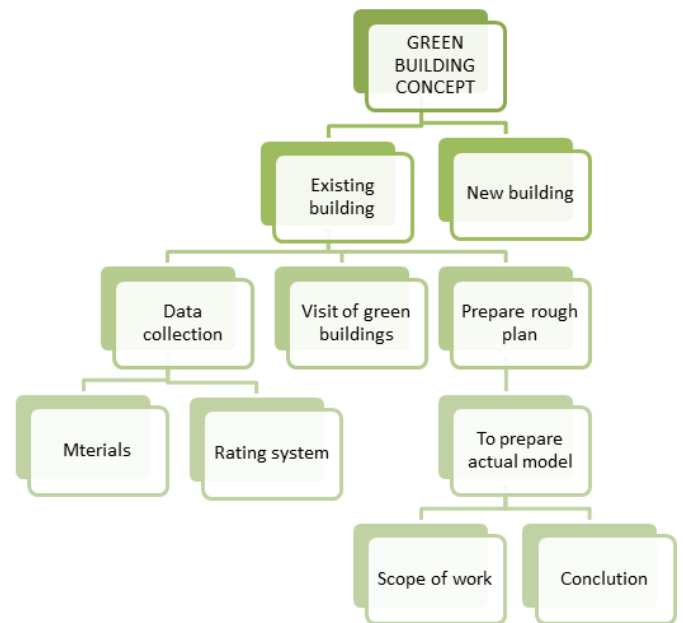 GREEN
BUILDING
CONCEPT
Existing
building
New building
Data
collection
Visit of green
buildings
Prepare rough
plan
Mterials
Rating system
To prepare
actual model
Scope of work
Conclution